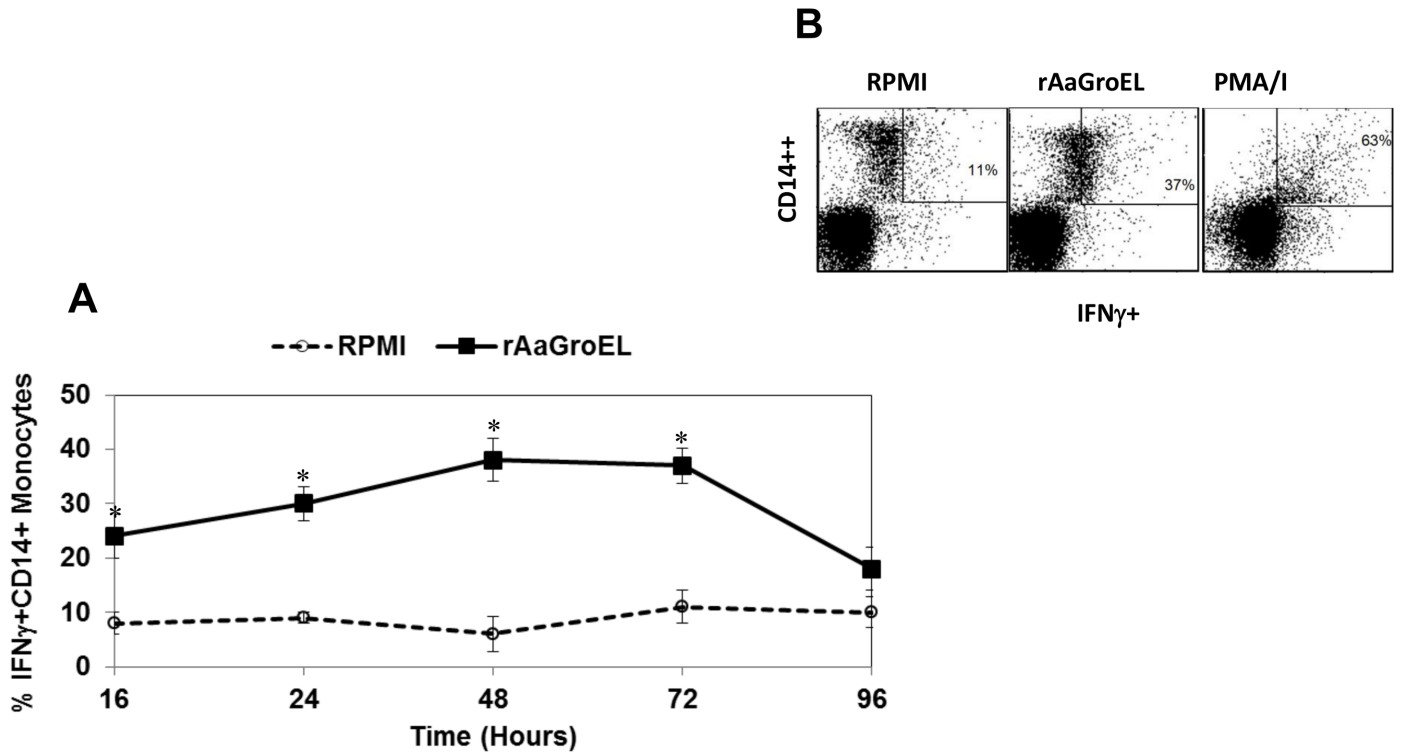 B
RPMI rAaGroEL PMA/I
CD14++
11%
37%
63%
IFNγ+
A
RPMI rAaGroEL
% IFNγ+CD14+ Monocytes
50
40
30
20
10
0
*
*
*
*
16 24 48 72 96
Time (Hours)